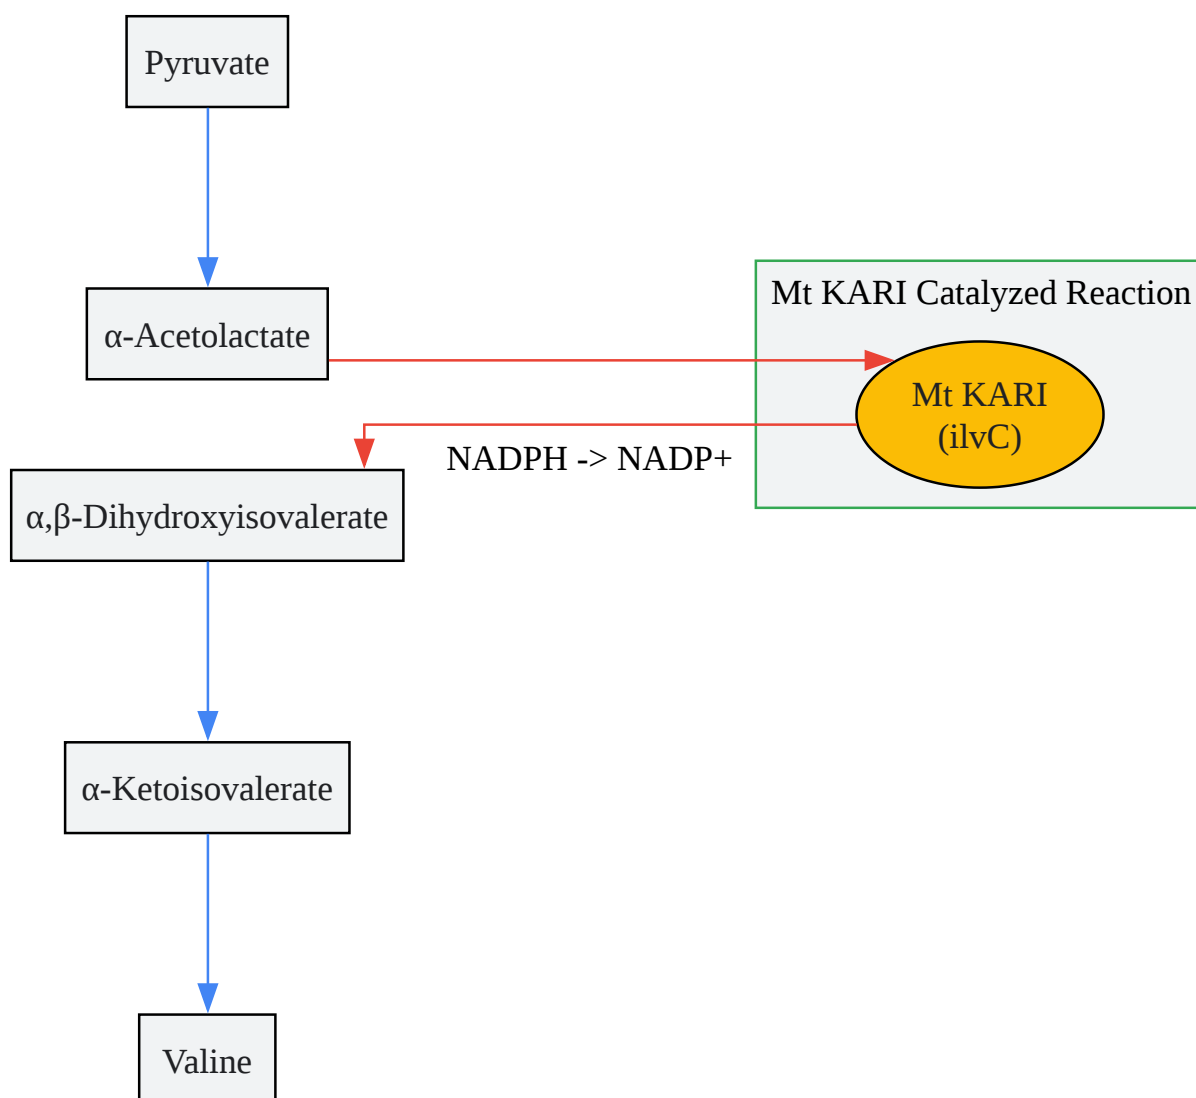 Pyruvate
α-Acetolactate
Mt KARI Catalyzed Reaction
Mt KARI
(ilvC)
NADPH -> NADP+
α,β-Dihydroxyisovalerate
α-Ketoisovalerate
Valine